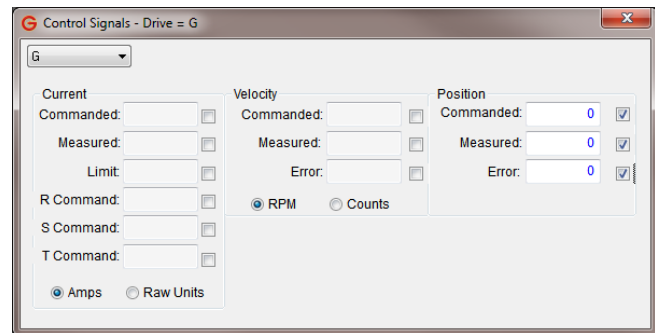 G Control Signals - Drive = G
G
Current
Commanded:
Measured:
Limit:
R Command:
S Command:
T Command:
Amps Raw Units
Velocity
Commanded:
Measured:
Error:
RPM Counts
Position
Commanded: 0
Measured: 0
Error: 0